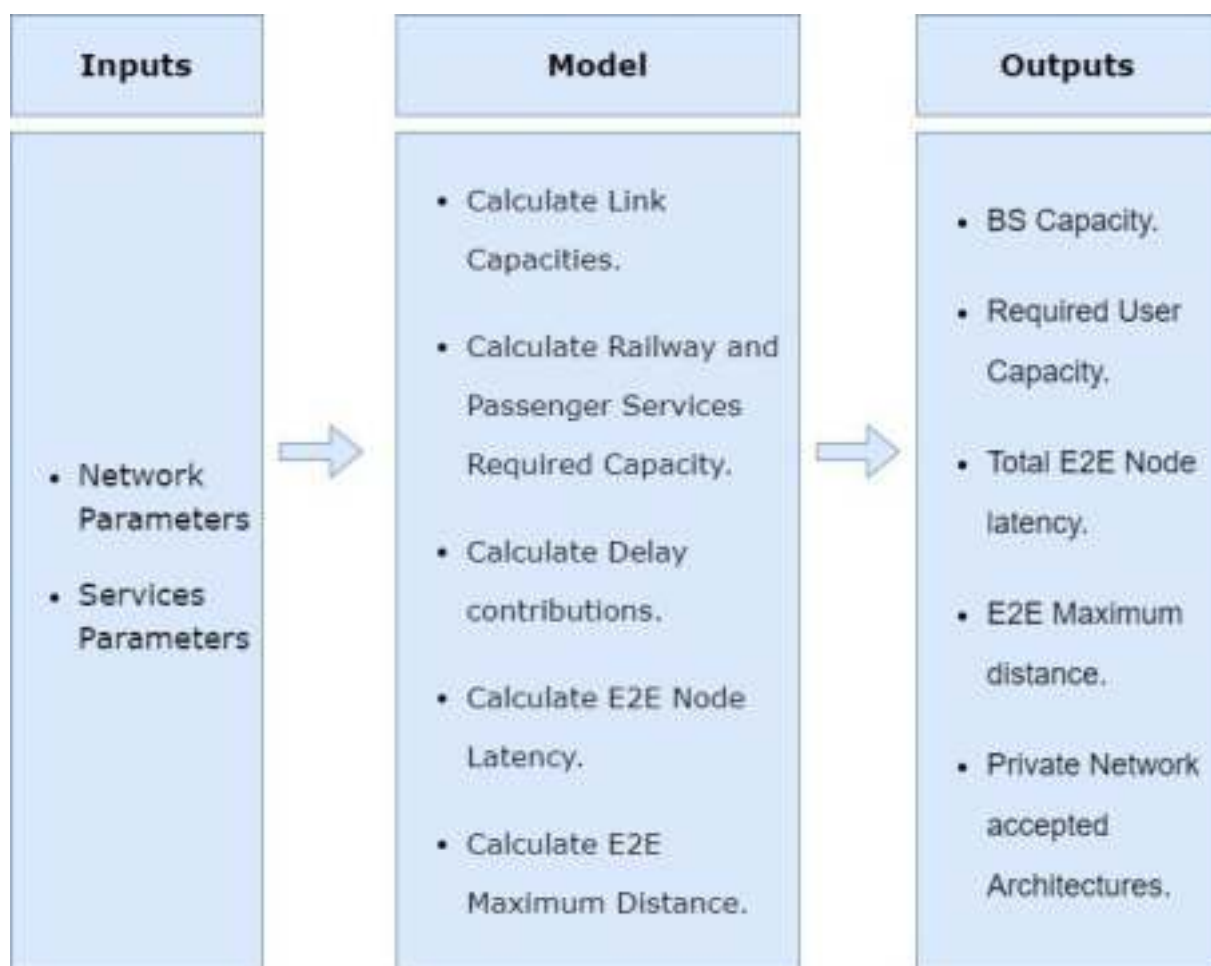 Inputs
• Network
Parameters
• Services
Parameters
Model
• Calculate Link
Capacities.
• Calculate Railway and
Passenger Services
Required Capacity.
• Calculate Delay
contributions.
• Calculate E2E Node
Latency.
• Calculate E2E
Maximum Distance.
Outputs
• BS Capacity.
• Required User
Capacity.
• Total E2E Node
latency.
• E2E Maximum
distance.
• Private Network
accepted
Architectures.